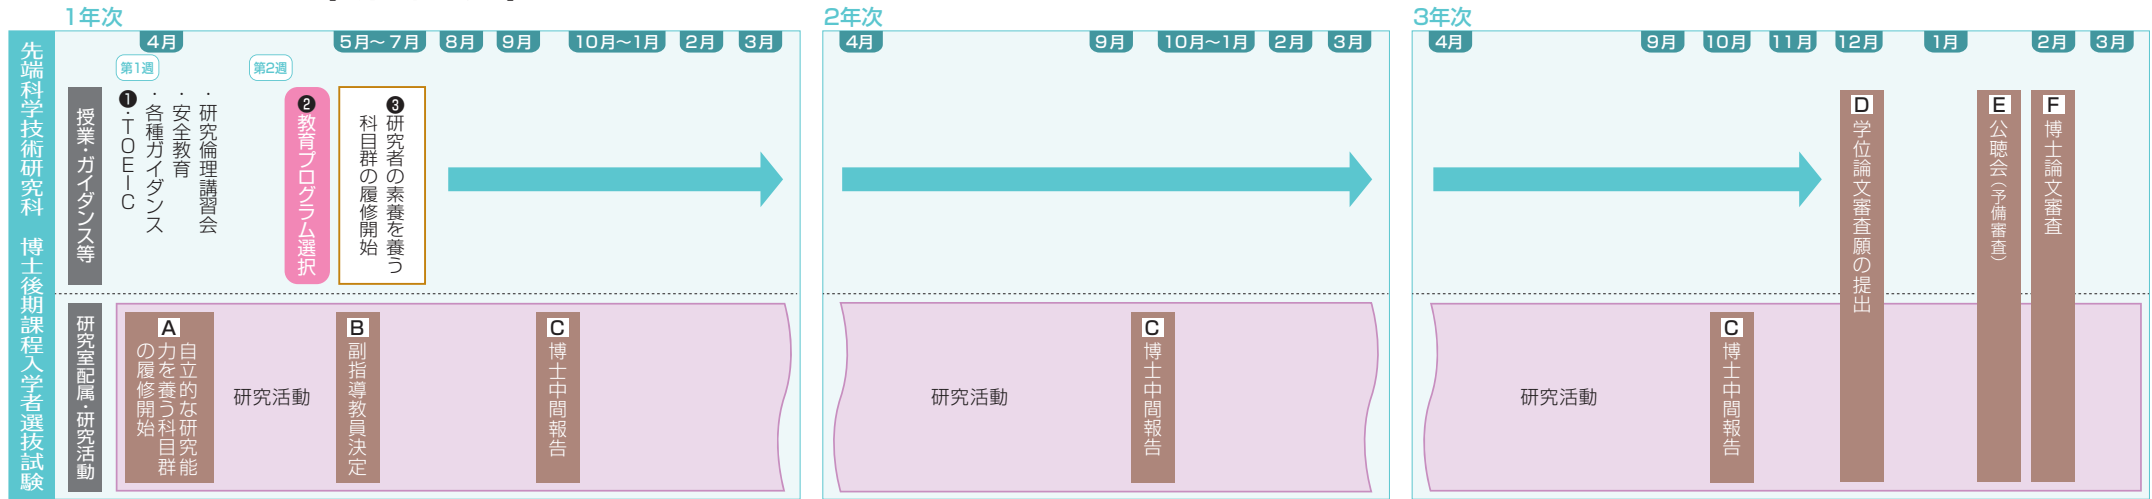 1年次
2年次
3年次
先端科学技術研究科 博士後期課程入学者選抜試験
4月
5月～7月
8月
9月
10月～1月
2月
3月
第1週
第2週
授業・ガイダンス等
❶・TOEIC
・各種ガイダンス
・安全教育
・研究倫理講習会
❷教育プログラム選択
❸研究者の素養を養う
科目群の履修開始
研究室配属・研究活動
A
自立的な研究能
力を養う科目群
の履修開始
研究活動
B
副指導教員決定
C
博士中間報告
4月
9月
10月～1月
2月
3月
研究活動
C
博士中間報告
4月
9月
10月
11月
12月
1月
2月
3月
研究活動
C
博士中間報告
D
学位論文審査願の提出
E
公聴会（予備審査）
F
博士論文審査